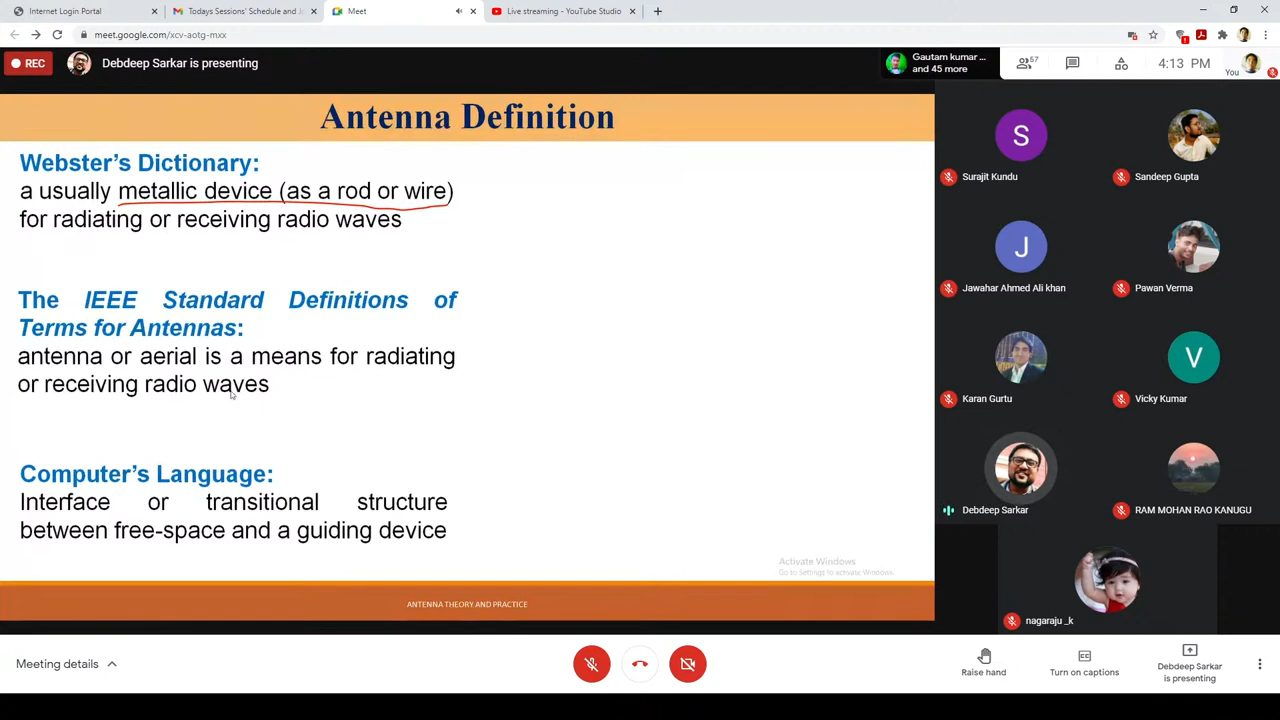 Internet Login Portal
Todays Sessions' Schedule and Jo
Meet
Live streaming - YouTube Studio
meet.google.com/xcv-aotg-mxx
REC
Debdeep Sarkar is presenting
Gautam kumar ...
and 45 more
57
4:13 PM
You
Antenna Definition
Webster's Dictionary:
a usually metallic device (as a rod or wire)
for radiating or receiving radio waves
The IEEE Standard Definitions of
Terms for Antennas:
antenna or aerial is a means for radiating
or receiving radio waves
Computer's Language:
Interface or transitional structure
between free-space and a guiding device
Activate Windows
Go to Settings to activate Windows.
ANTENNA THEORY AND PRACTICE
S
Surajit Kundu
Sandeep Gupta
J
Jawahar Ahmed Ali khan
Pawan Verma
Karan Gurtu
V
Vicky Kumar
Debdeep Sarkar
RAM MOHAN RAO KANUGU
nagaraju _k
Meeting details
Raise hand
CC
Turn on captions
Debdeep Sarkar
is presenting